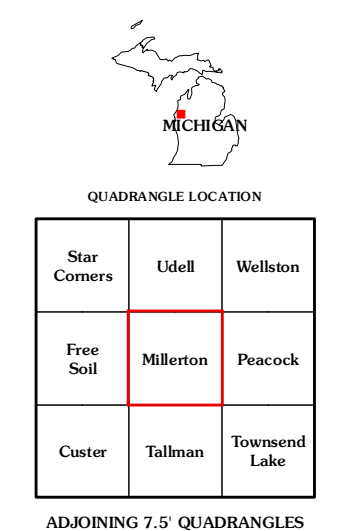 MICHIGAN
QUADRANGLE LOCATION
Star
Corners
Udell
Wellston
Free
Soil
Millerton
Peacock
Custer
Tallman
Townsend
Lake
ADJOINING 7.5' QUADRANGLES